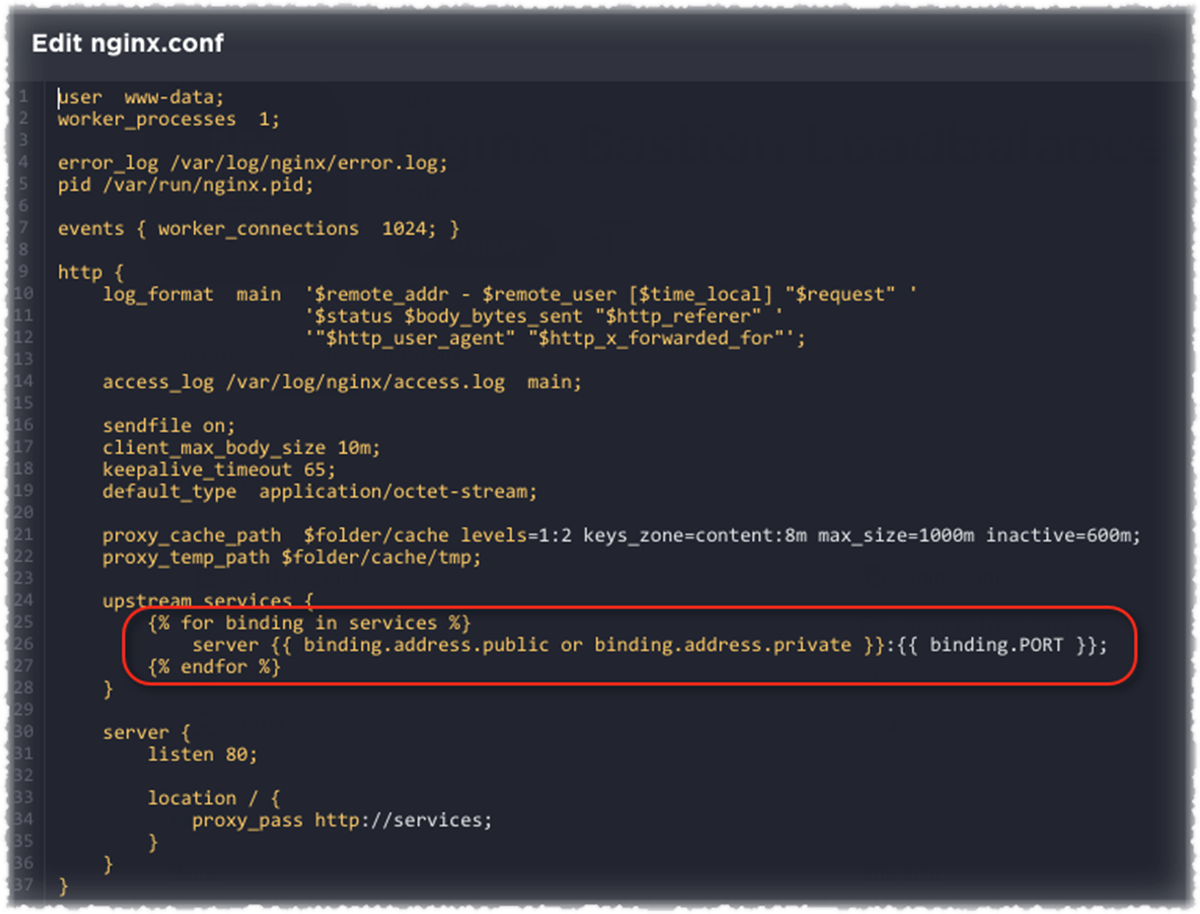 Edit nginx.conf
1 user  www-data;
2 worker_processes  1;
3
4 error_log /var/log/nginx/error.log;
5 pid /var/run/nginx.pid;
6
7 events { worker_connections  1024; }
8
9 http {
10     log_format  main  '$remote_addr - $remote_user [$time_local] "$request" '
11                       '$status $body_bytes_sent "$http_referer" '
12                       '"$http_user_agent" "$http_x_forwarded_for"';
13
14     access_log /var/log/nginx/access.log  main;
15
16     sendfile on;
17     client_max_body_size 10m;
18     keepalive_timeout 65;
19     default_type  application/octet-stream;
20
21     proxy_cache_path  $folder/cache levels=1:2 keys_zone=content:8m max_size=1000m inactive=600m;
22     proxy_temp_path $folder/cache/tmp;
23
24     upstream services {
25         {% for binding in services %}
26             server {{ binding.address.public or binding.address.private }}:{{ binding.PORT }};
27         {% endfor %}
28     }
29
30     server {
31         listen 80;
32
33         location / {
34             proxy_pass http://services;
35         }
36     }
37 }